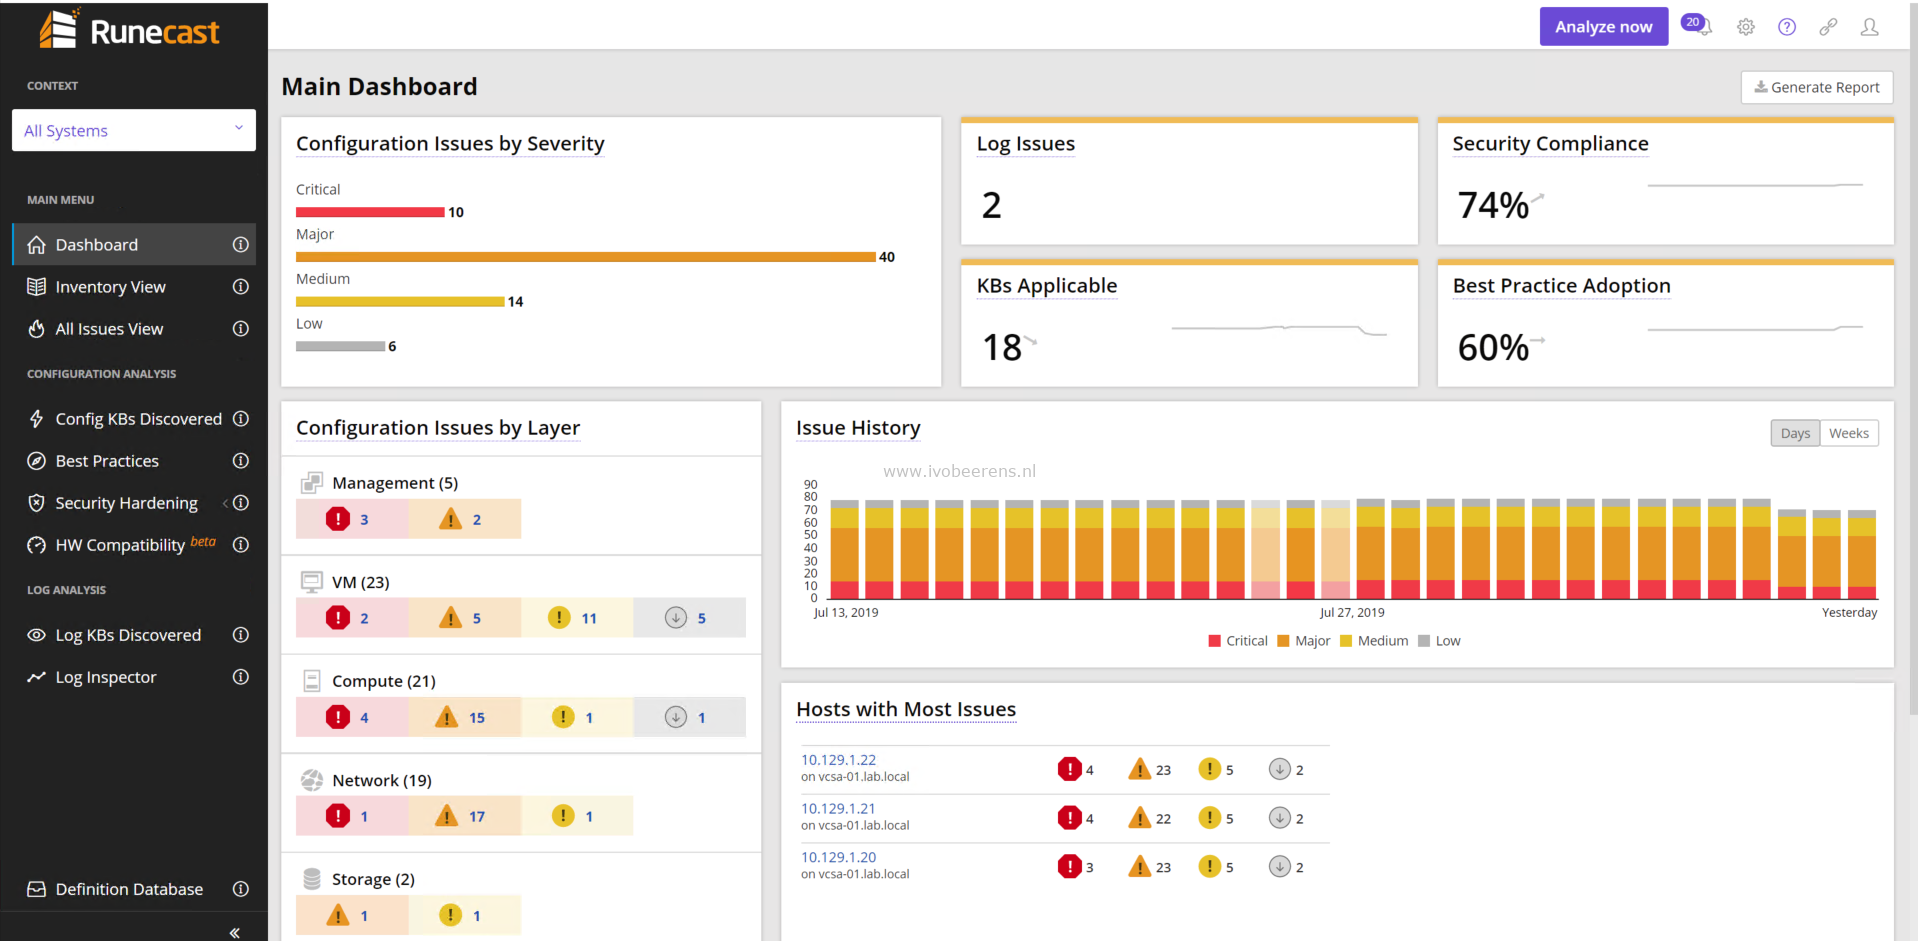 Runecast
CONTEXT
All Systems
MAIN MENU
Dashboard
Inventory View
All Issues View
CONFIGURATION ANALYSIS
Config KBs Discovered
Best Practices
Security Hardening
HW Compatibility beta
LOG ANALYSIS
Log KBs Discovered
Log Inspector
Definition Database
Analyze now
20
Main Dashboard
Generate Report
Configuration Issues by Severity
Critical
10
Major
40
Medium
14
Low
6
Log Issues
2
Security Compliance
74%
KBs Applicable
18
Best Practice Adoption
60%
Configuration Issues by Layer
Management (5)
3 2
VM (23)
2 5 11 5
Compute (21)
4 15 1 1
Network (19)
1 17 1
Storage (2)
1 1
Issue History
Days Weeks
www.ivobeerens.nl
90
80
70
60
50
40
30
20
10
0
Jul 13, 2019 Jul 27, 2019 Yesterday
Critical Major Medium Low
Hosts with Most Issues
10.129.1.22
on vcsa-01.lab.local
4 23 5 2
10.129.1.21
on vcsa-01.lab.local
4 22 5 2
10.129.1.20
on vcsa-01.lab.local
3 23 5 2